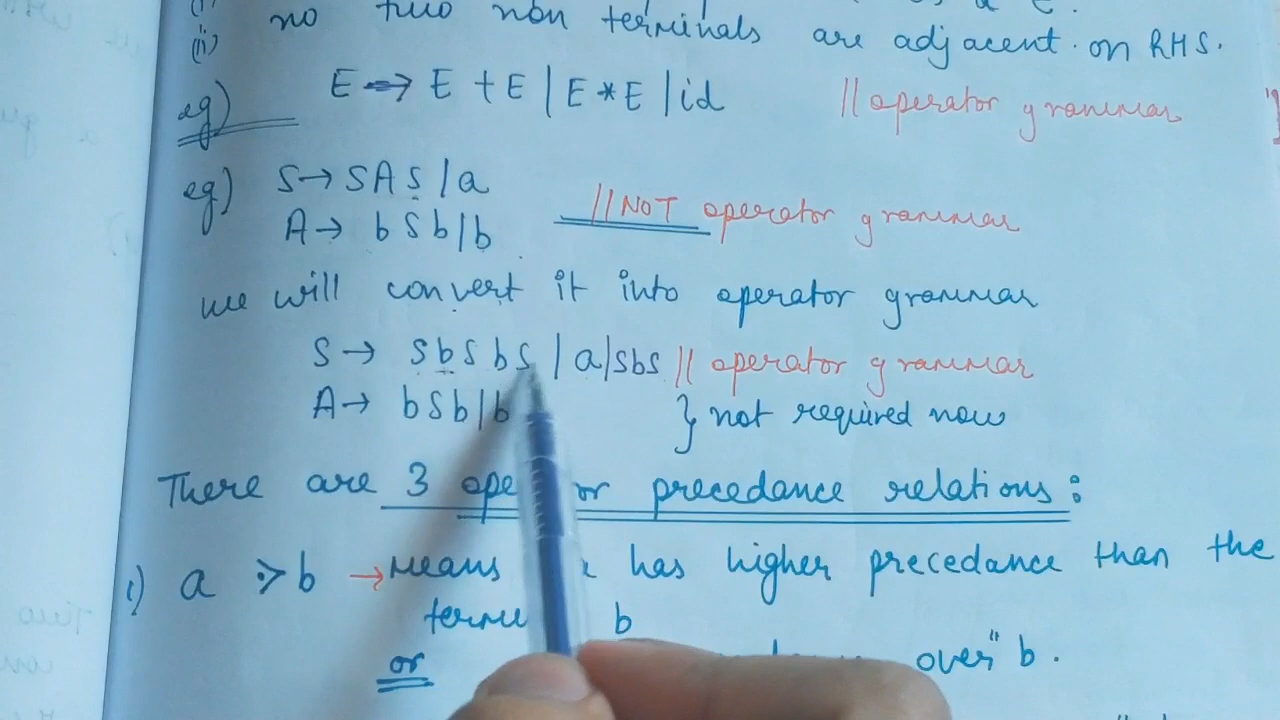 (ii) no two non terminals are adjacent on RHS.
eg) E → E + E | E * E | id // operator grammar
eg) S → SAS | a
A → bSb | b // NOT operator grammar
we will convert it into operator grammar
S → SbSbS | a | SbS // operator grammar
A → bSb | b } not required now
There are 3 or precedance relations :
i) a ⋗ b → Means has higher precedance than the
b
or over" b.